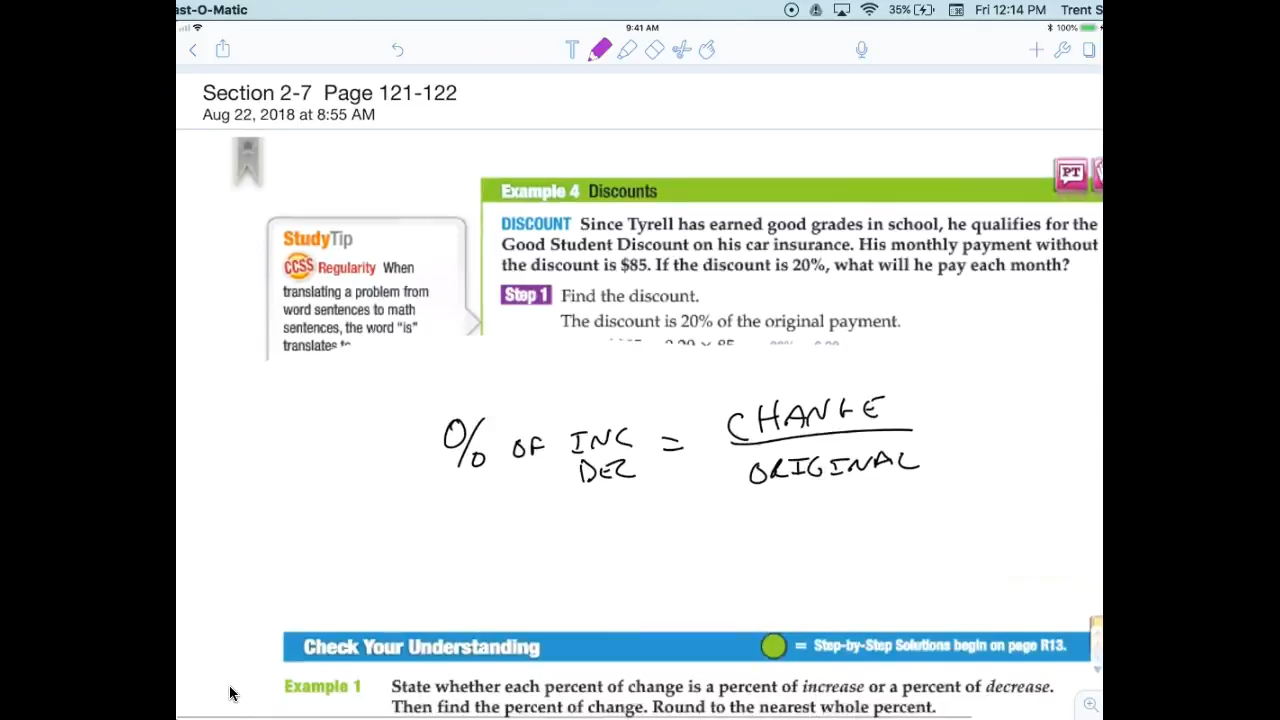 ast-O-Matic
35%
Fri 12:14 PM Trent S
9:41 AM
100%
Section 2-7 Page 121-122
Aug 22, 2018 at 8:55 AM
PT
Example 4 Discounts
DISCOUNT Since Tyrell has earned good grades in school, he qualifies for the
Good Student Discount on his car insurance. His monthly payment without
the discount is $85. If the discount is 20%, what will he pay each month?
Step 1 Find the discount.
The discount is 20% of the original payment.
StudyTip
CCSS Regularity When
translating a problem from
word sentences to math
sentences, the word "is"
translates
% OF INC = CHANGE
DEC ORIGINAL
Check Your Understanding
= Step-by-Step Solutions begin on page R13.
Example 1 State whether each percent of change is a percent of increase or a percent of decrease.
Then find the percent of change. Round to the nearest whole percent.